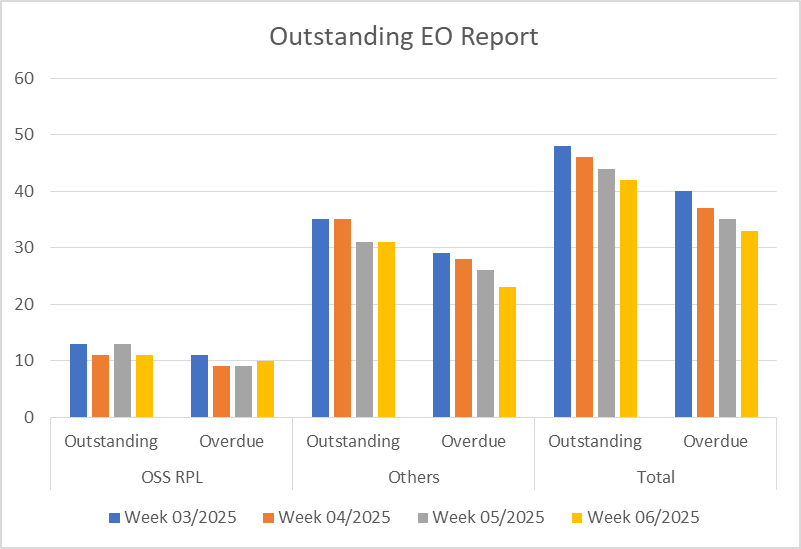 Outstanding EO Report
60
50
40
30
20
10
0
Outstanding Overdue Outstanding Overdue Outstanding Overdue
OSS RPL Others Total
Week 03/2025 Week 04/2025 Week 05/2025 Week 06/2025